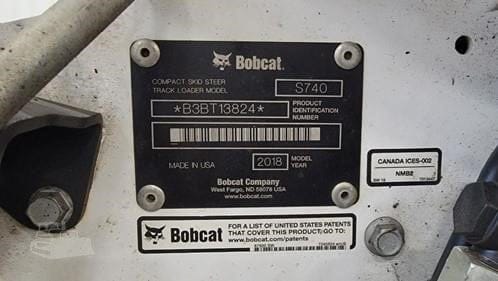 Bobcat.
COMPACT SKID STEER
TRACK LOADER MODEL
S740
*B3BT13824*
PRODUCT
IDENTIFICATION
NUMBER
MADE IN USA
2018
MODEL
YEAR
Bobcat Company
West Fargo, ND 58078 USA
www.bobcat.com
CANADA ICES-002
NMB2
Bobcat
FOR A LIST OF UNITED STATES PATENTS
THAT COVER THIS PRODUCT GO TO:
www.bobcat.com/patents